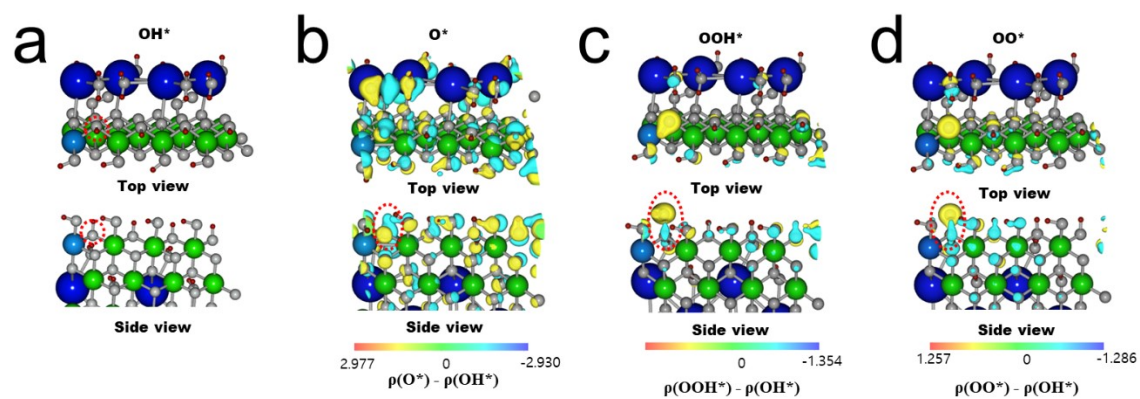 a
OH*
Top view
Side view
b
O*
Top view
Side view
2.977 0 -2.930
ρ(O*) - ρ(OH*)
c
OOH*
Top view
Side view
0 -1.354
ρ(OOH*) - ρ(OH*)
d
OO*
Top view
Side view
1.257 0 -1.286
ρ(OO*) - ρ(OH*)